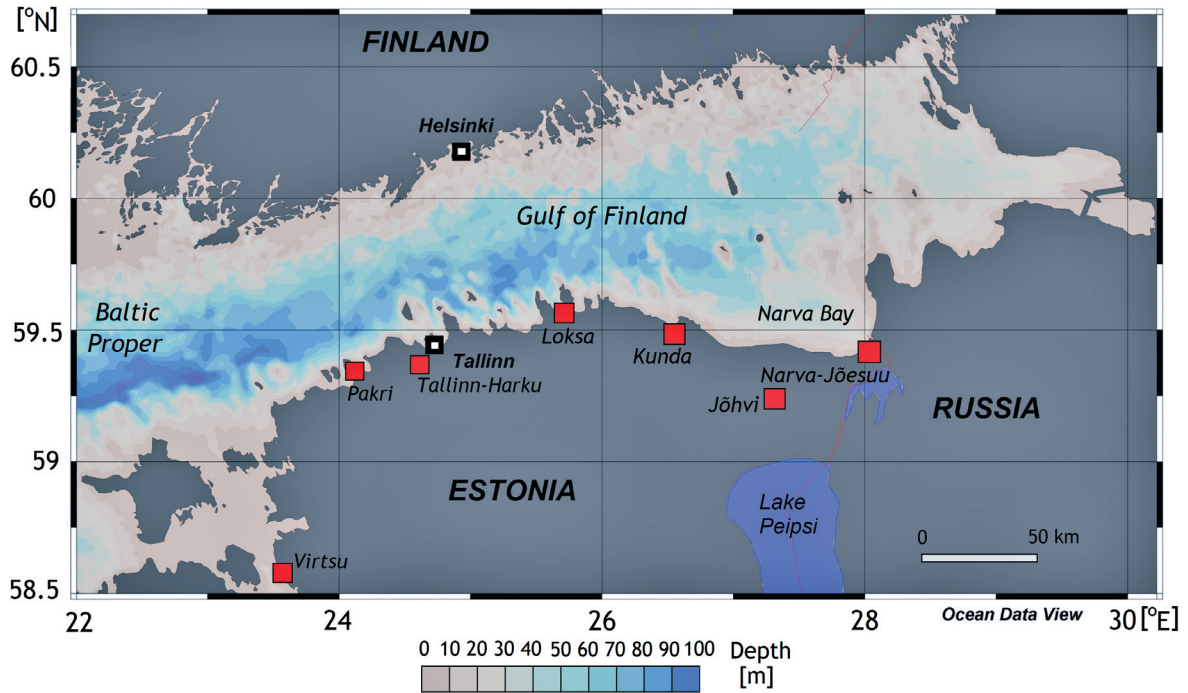 [°N]
FINLAND
60.5
Helsinki
60
Gulf of Finland
Baltic
Proper
59.5
Narva Bay
Loksa
Kunda
Tallinn
Tallinn-Harku
Pakri
Narva-Jõesuu
Jõhvi
RUSSIA
59
ESTONIA
Lake
Peipsi
0 50 km
Virtsu
58.5
22 24 26 28 30 [°E]
Ocean Data View
0 10 20 30 40 50 60 70 80 90 100 Depth
[m]